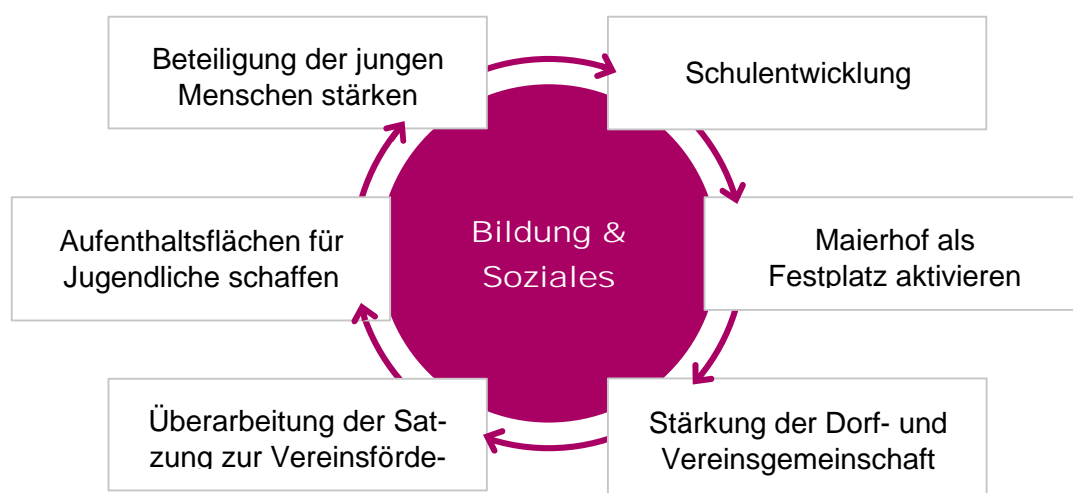 Beteiligung der jungen
Menschen stärken
Schulentwicklung
Aufenthaltsflächen für
Jugendliche schaffen
Bildung &
Soziales
Maierhof als
Festplatz aktivieren
Überarbeitung der Sat-
zung zur Vereinsförde-
Stärkung der Dorf- und
Vereinsgemeinschaft